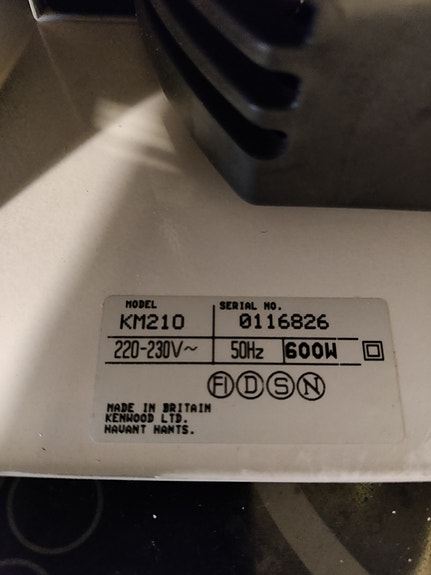 MODEL SERIAL NO.
KM210 0116826
220-230V~ 50Hz 600W
FI D S N
MADE IN BRITAIN
KENWOOD LTD.
HAVANT HANTS.